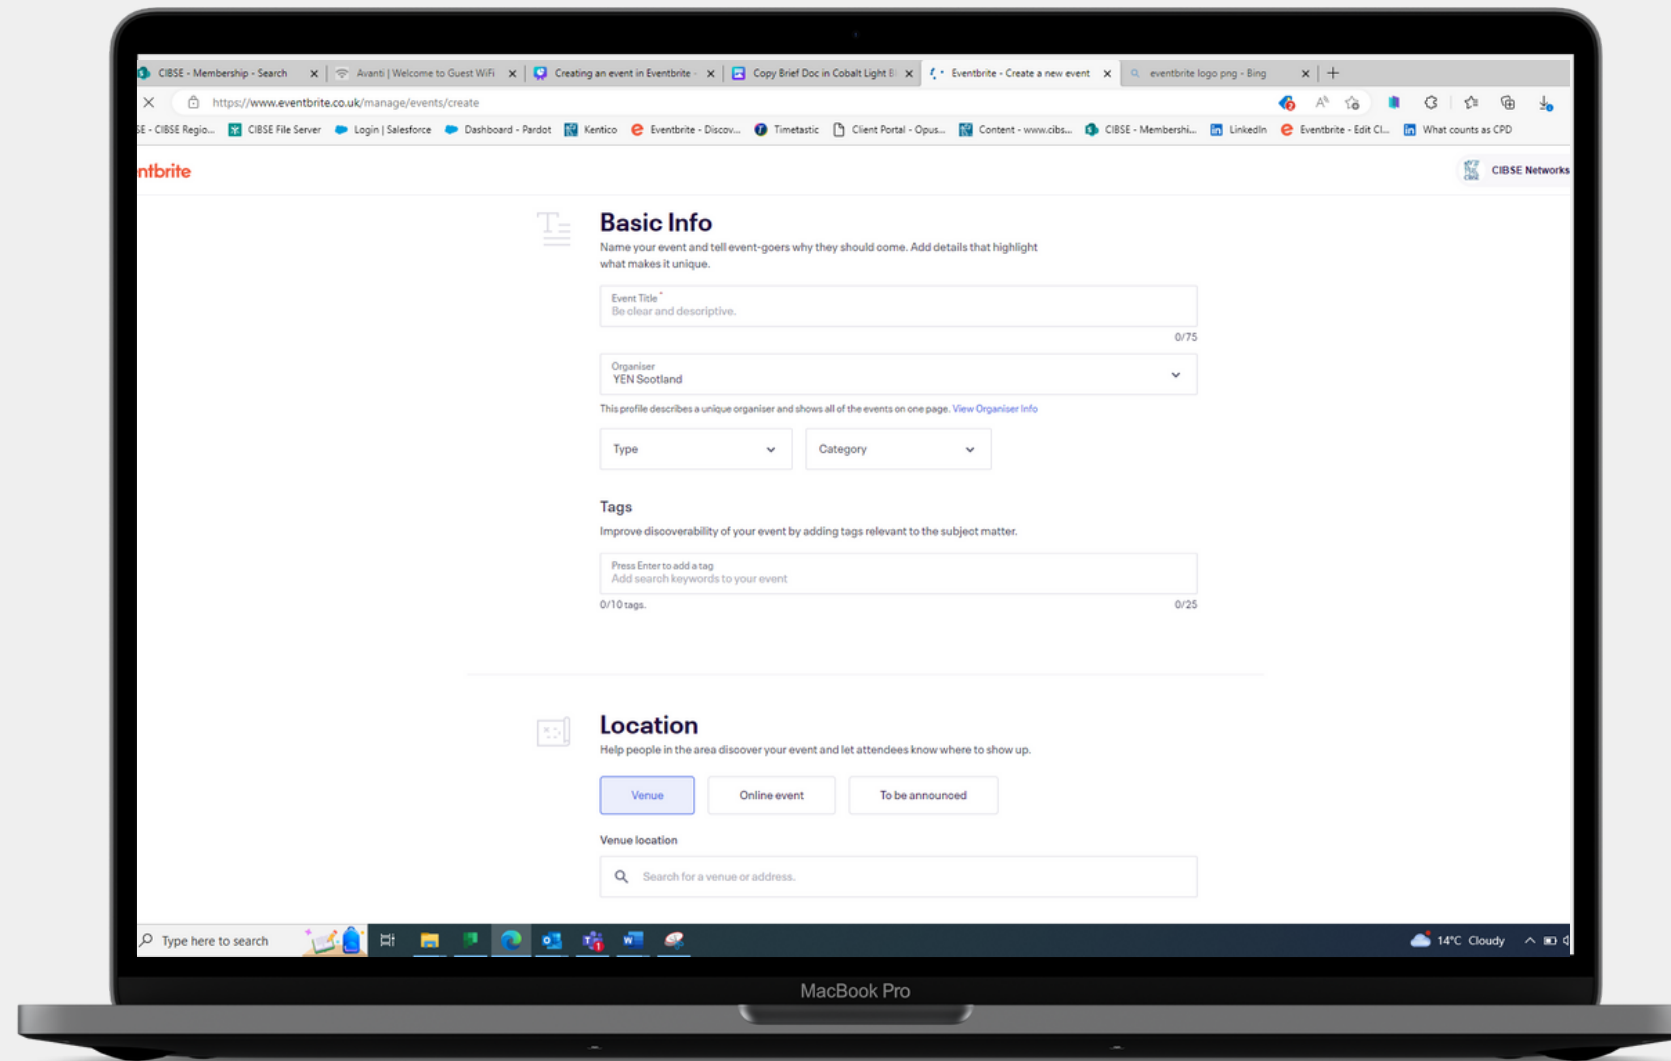 CIBSE - Membership - Search
Avanti | Welcome to Guest WiFi
Creating an event in Eventbrite -
Copy Brief Doc in Cobalt Light B
Eventbrite - Create a new event
eventbrite logo png - Bing
https://www.eventbrite.co.uk/manage/events/create
SE - CIBSE Regio...
CIBSE File Server
Login | Salesforce
Dashboard - Pardot
Kentico
Eventbrite - Discov...
Timetastic
Client Portal - Opus...
Content - www.cibs...
CIBSE - Membershi...
LinkedIn
Eventbrite - Edit Cl...
What counts as CPD
ntbrite
CIBSE Networks
Basic Info
Name your event and tell event-goers why they should come. Add details that highlight
what makes it unique.
Event Title *
Be clear and descriptive.
0/75
Organiser
YEN Scotland
This profile describes a unique organiser and shows all of the events on one page. View Organiser Info
Type
Category
Tags
Improve discoverability of your event by adding tags relevant to the subject matter.
Press Enter to add a tag
Add search keywords to your event
0/10 tags.
0/25
Location
Help people in the area discover your event and let attendees know where to show up.
Venue
Online event
To be announced
Venue location
Search for a venue or address.
Type here to search
14°C Cloudy
MacBook Pro